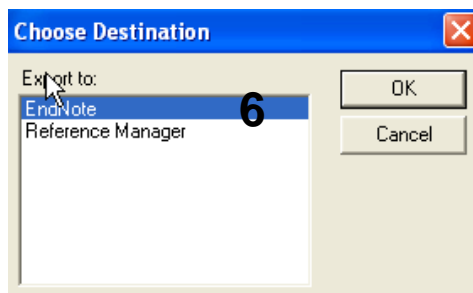 Choose Destination
Export to:
OK
EndNote
6
Reference Manager
Cancel